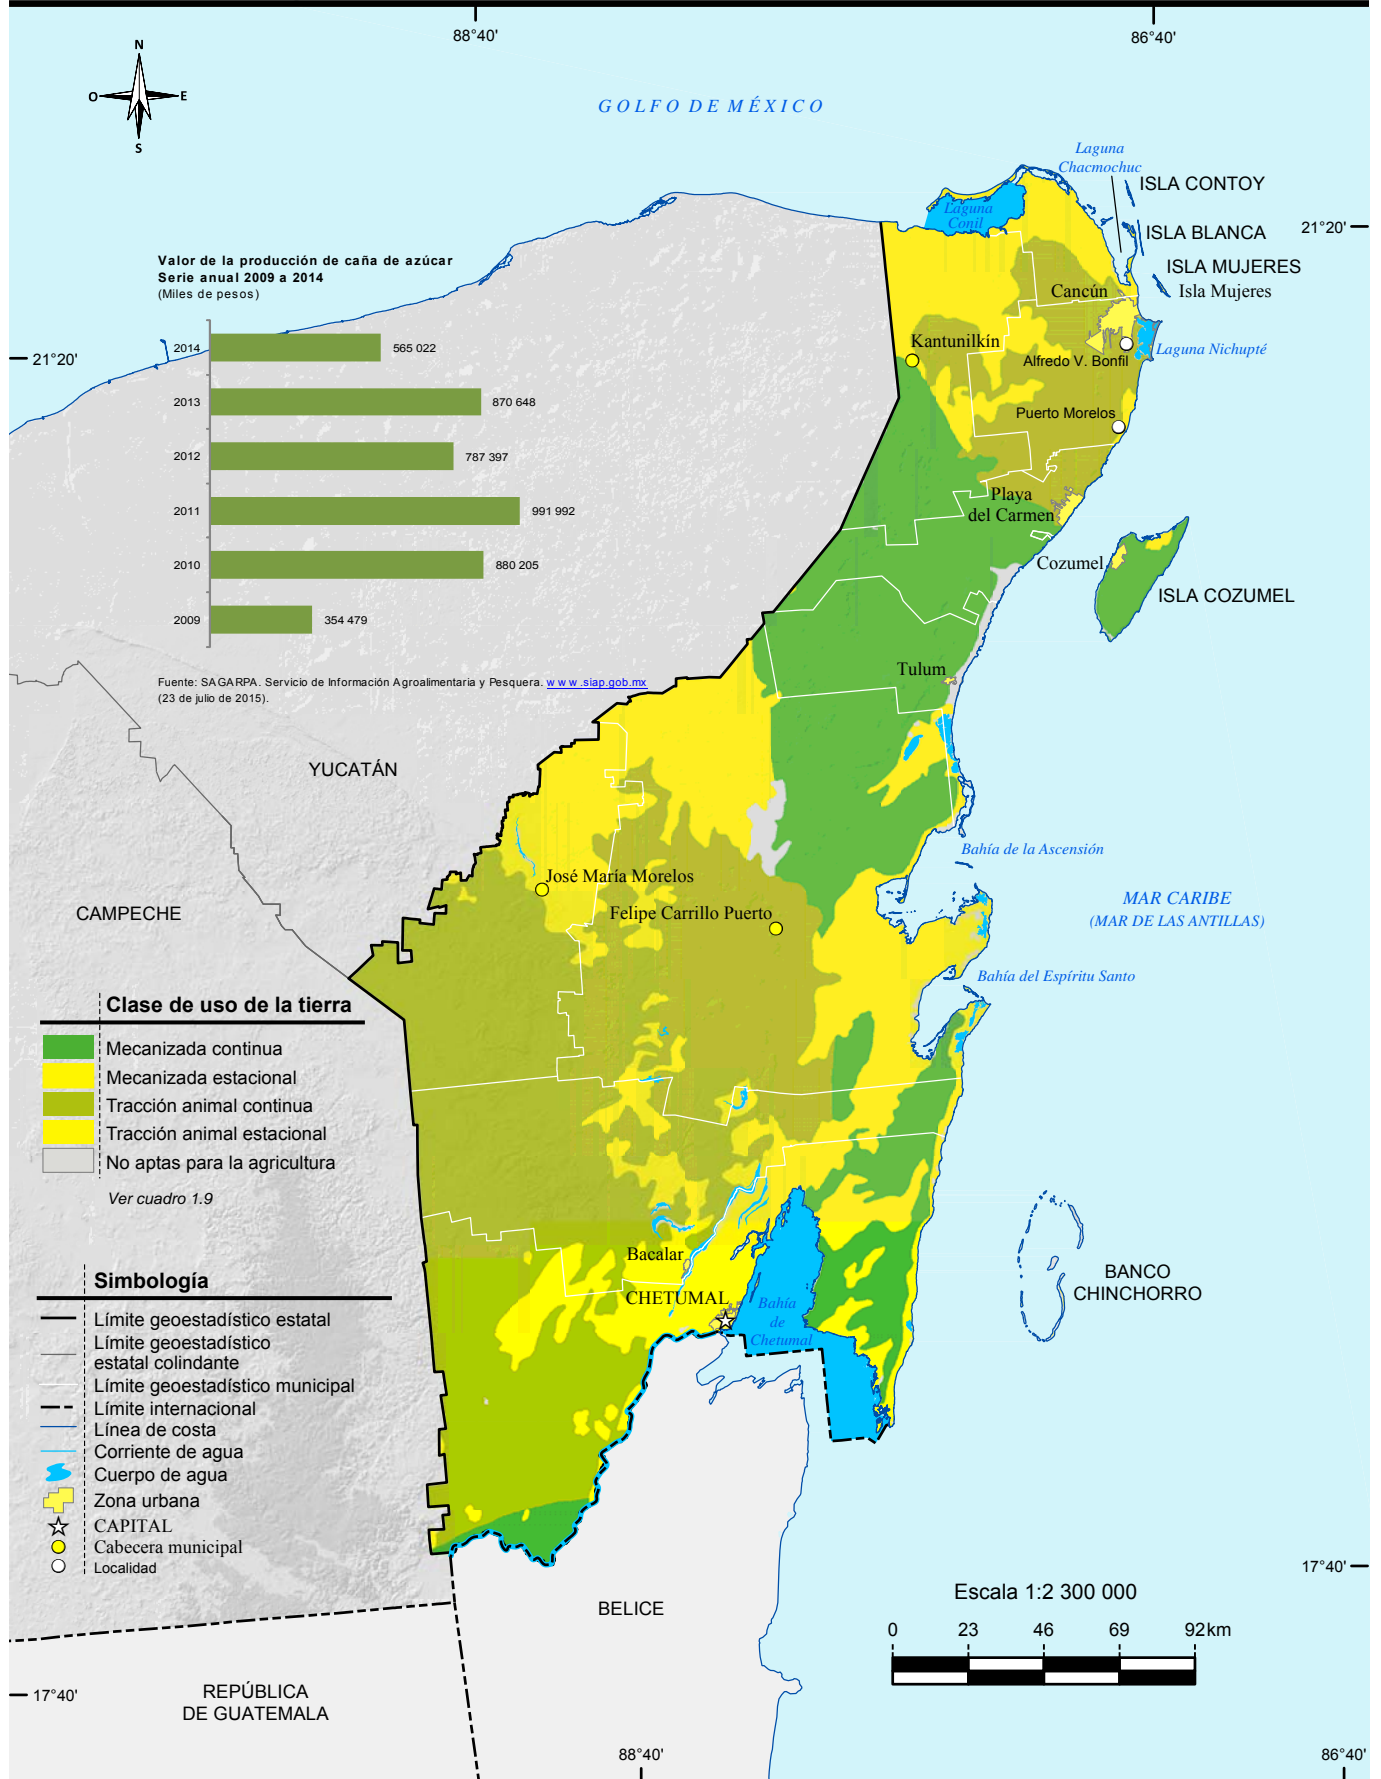 88°40'
86°40'
N
O
E
S
GOLFO DE MÉXICO
Laguna
Chacmochuc
ISLA CONTOY
Laguna
Conil
21°20'
ISLA BLANCA
Valor de la producción de caña de azúcar
Serie anual 2009 a 2014
(Miles de pesos)
ISLA MUJERES
Cancún
Isla Mujeres
Kantunilkín
2014
565 022
21°20'
Alfredo V. Bonfil
Laguna Nichupté
2013
870 648
Puerto Morelos
2012
787 397
Playa
del Carmen
2011
991 992
2010
880 205
Cozumel
ISLA COZUMEL
2009
354 479
Tulum
Fuente: SAGARPA. Servicio de Información Agroalimentaria y Pesquera. www.siap.gob.mx
(23 de julio de 2015).
YUCATÁN
Bahía de la Ascensión
José María Morelos
CAMPECHE
Felipe Carrillo Puerto
MAR CARIBE
(MAR DE LAS ANTILLAS)
Bahía del Espíritu Santo
Clase de uso de la tierra
Mecanizada continua
Mecanizada estacional
Tracción animal continua
Tracción animal estacional
No aptas para la agricultura
Ver cuadro 1.9
Bacalar
CHETUMAL
Bahía
de
Chetumal
BANCO
CHINCHORRO
Simbología
Límite geoestadístico estatal
Límite geoestadístico
estatal colindante
Límite geoestadístico municipal
Límite internacional
Línea de costa
Corriente de agua
Cuerpo de agua
Zona urbana
CAPITAL
Cabecera municipal
Localidad
17°40'
Escala 1:2 300 000
BELICE
0 23 46 69 92km
REPÚBLICA
DE GUATEMALA
17°40'
88°40'
86°40'